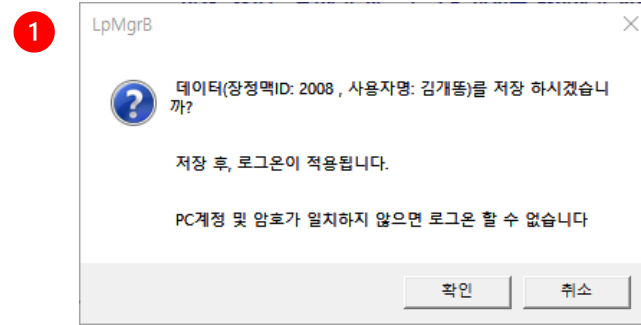 1
LpMgrB
데이터(장정맥ID: 2008 , 사용자명: 김개똥)를 저장 하시겠습니
까?
저장 후, 로그온이 적용됩니다.
PC계정 및 암호가 일치하지 않으면 로그온 할 수 없습니다
확인
취소